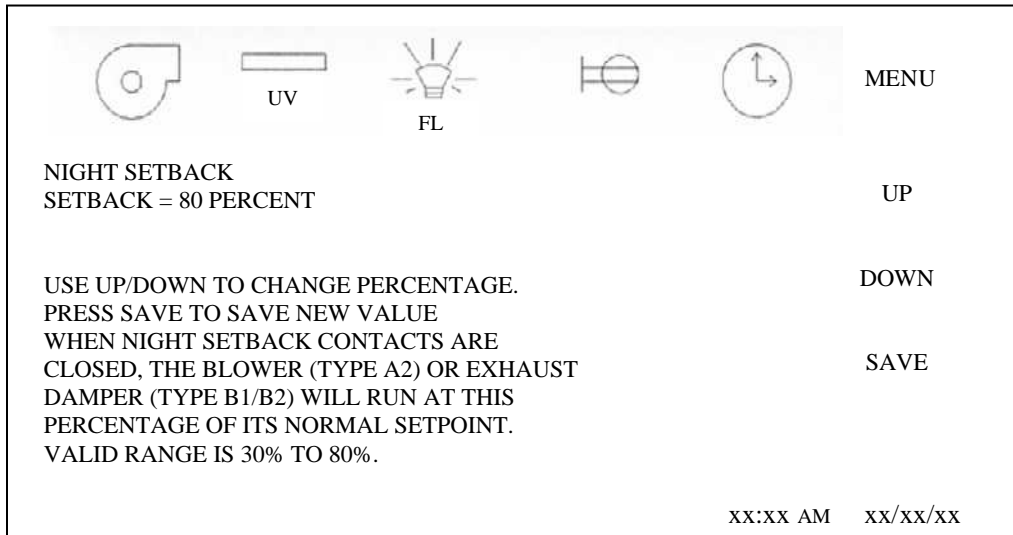 UV
FL
MENU
NIGHT SETBACK
SETBACK = 80 PERCENT
UP
USE UP/DOWN TO CHANGE PERCENTAGE.
DOWN
PRESS SAVE TO SAVE NEW VALUE
WHEN NIGHT SETBACK CONTACTS ARE
CLOSED, THE BLOWER (TYPE A2) OR EXHAUST
SAVE
DAMPER (TYPE B1/B2) WILL RUN AT THIS
PERCENTAGE OF ITS NORMAL SETPOINT.
VALID RANGE IS 30% TO 80%.
xx:xx AM xx/xx/xx